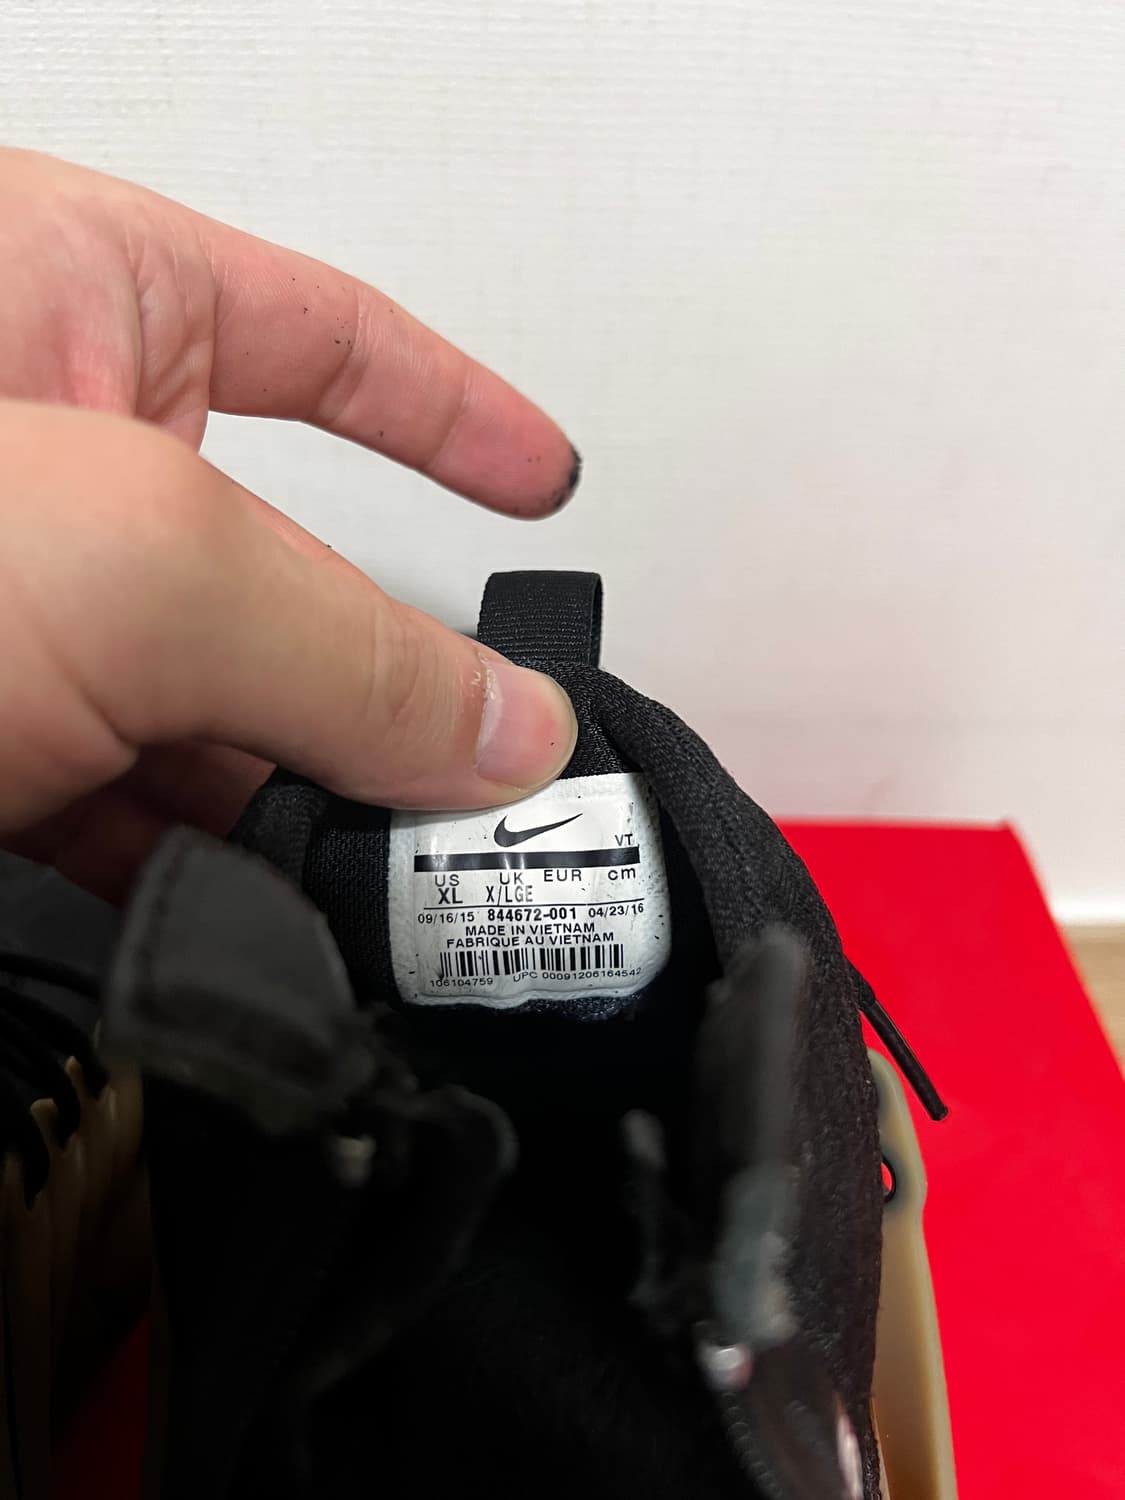 VT
US UK EUR cm
XL X/LGE
09/16/15 844672-001 04/23/16
MADE IN VIETNAM
FABRIQUE AU VIETNAM
106104759 UPC 00091206164542